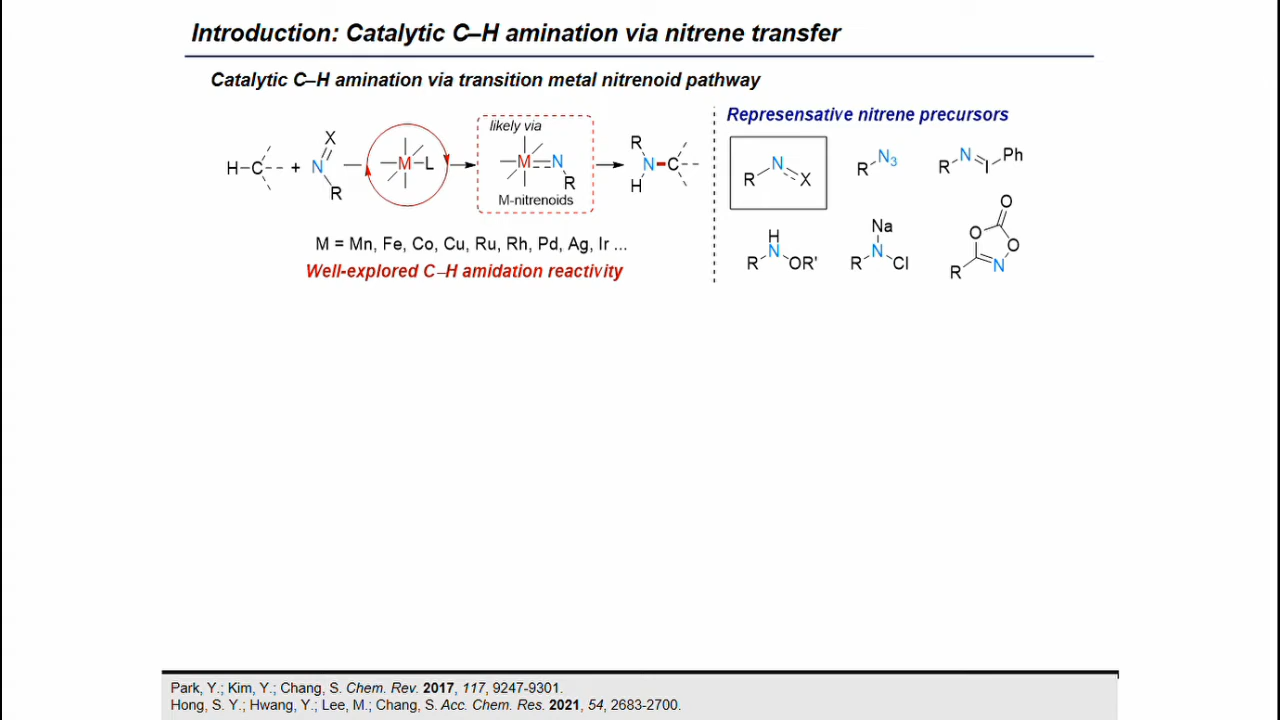 Introduction: Catalytic C–H amination via nitrene transfer
Catalytic C–H amination via transition metal nitrenoid pathway
H–C + N X R
M–L
likely via
M=N R
M-nitrenoids
R N–C H
M = Mn, Fe, Co, Cu, Ru, Rh, Pd, Ag, Ir ...
Well-explored C–H amidation reactivity
Represensative nitrene precursors
R N X
R N3
R N I Ph
R H N OR'
R Na N Cl
R O O O N
Park, Y.; Kim, Y.; Chang, S. Chem. Rev. 2017, 117, 9247-9301.
Hong, S. Y.; Hwang, Y.; Lee, M.; Chang, S. Acc. Chem. Res. 2021, 54, 2683-2700.